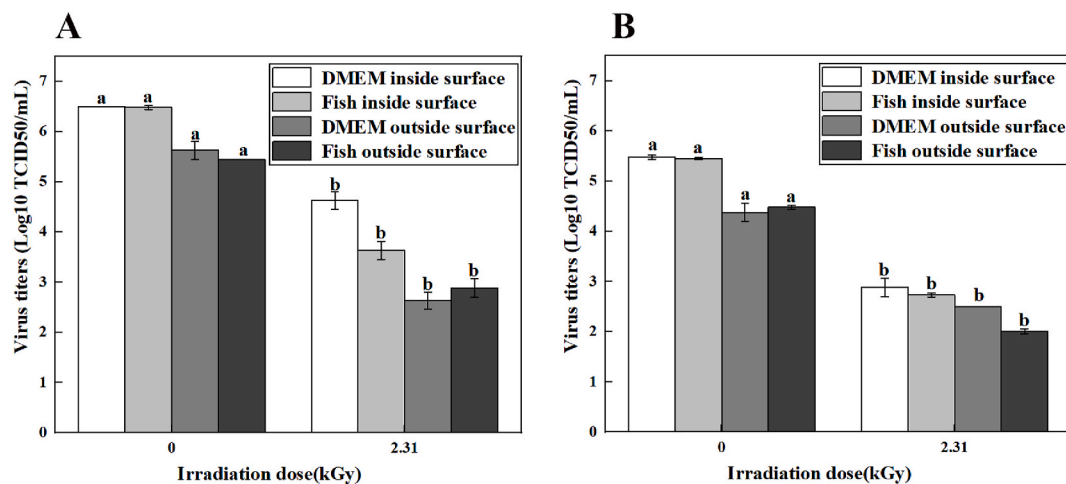 A
Virus titers (Log10 TCID50/mL)
7
6
5
4
3
2
1
0
DMEM inside surface
Fish inside surface
DMEM outside surface
Fish outside surface
a
a
a
a
b
b
b
b
0
2.31
Irradiation dose(kGy)
B
Virus titers (Log10 TCID50/mL)
7
6
5
4
3
2
1
0
DMEM inside surface
Fish inside surface
DMEM outside surface
Fish outside surface
a
a
a
a
b
b
b
b
0
2.31
Irradiation dose(kGy)